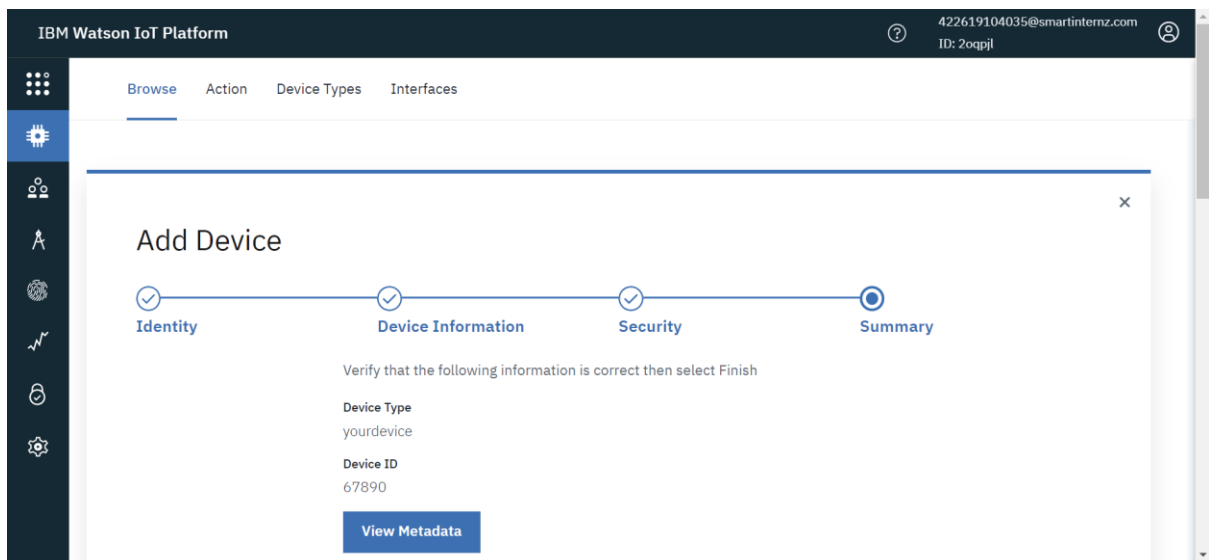 IBM Watson IoT Platform
422619104035@smartinternz.com
ID: 2oqpjl
Browse Action Device Types Interfaces
Add Device
Identity Device Information Security Summary
Verify that the following information is correct then select Finish
Device Type
yourdevice
Device ID
67890
View Metadata